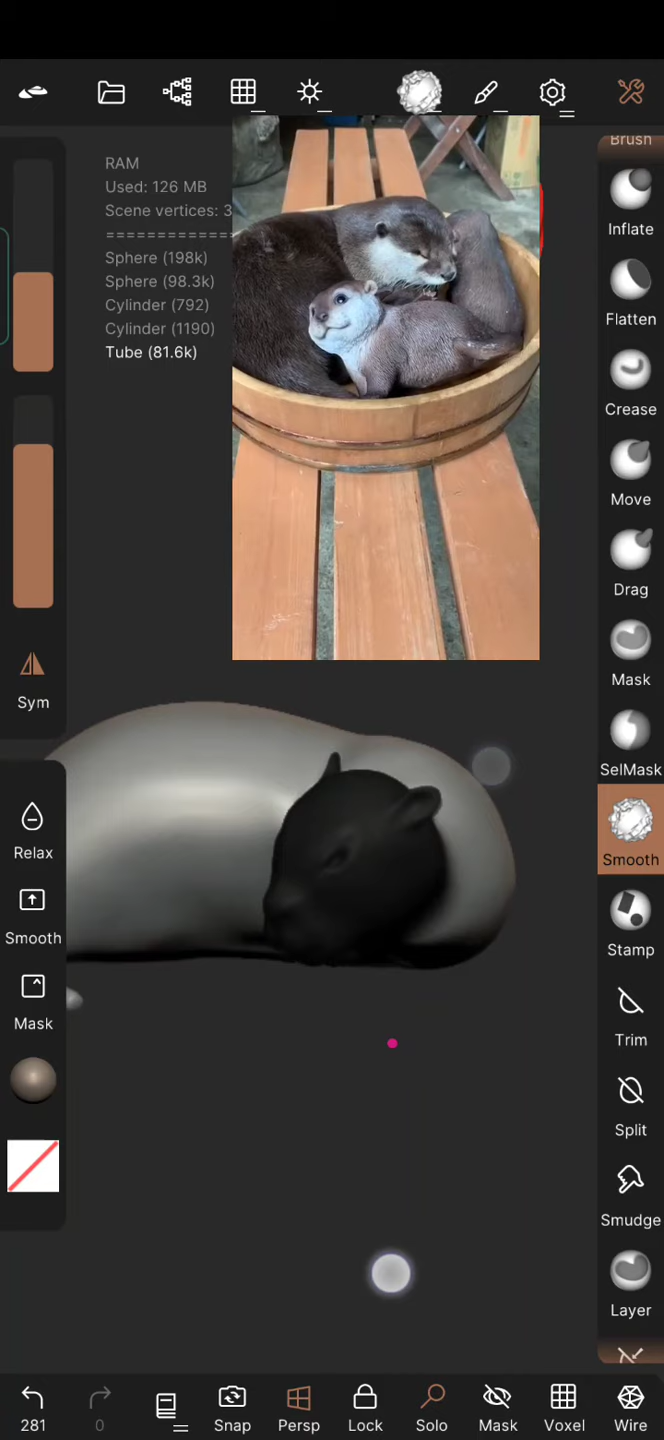 RAM
Used: 126 MB
Scene vertices: 3
============
Sphere (198k)
Sphere (98.3k)
Cylinder (792)
Cylinder (1190)
Tube (81.6k)
Sym
Relax
Smooth
Mask
Brush
Inflate
Flatten
Crease
Move
Drag
Mask
SelMask
Smooth
Stamp
Trim
Split
Smudge
Layer
281
0
Snap
Persp
Lock
Solo
Mask
Voxel
Wire